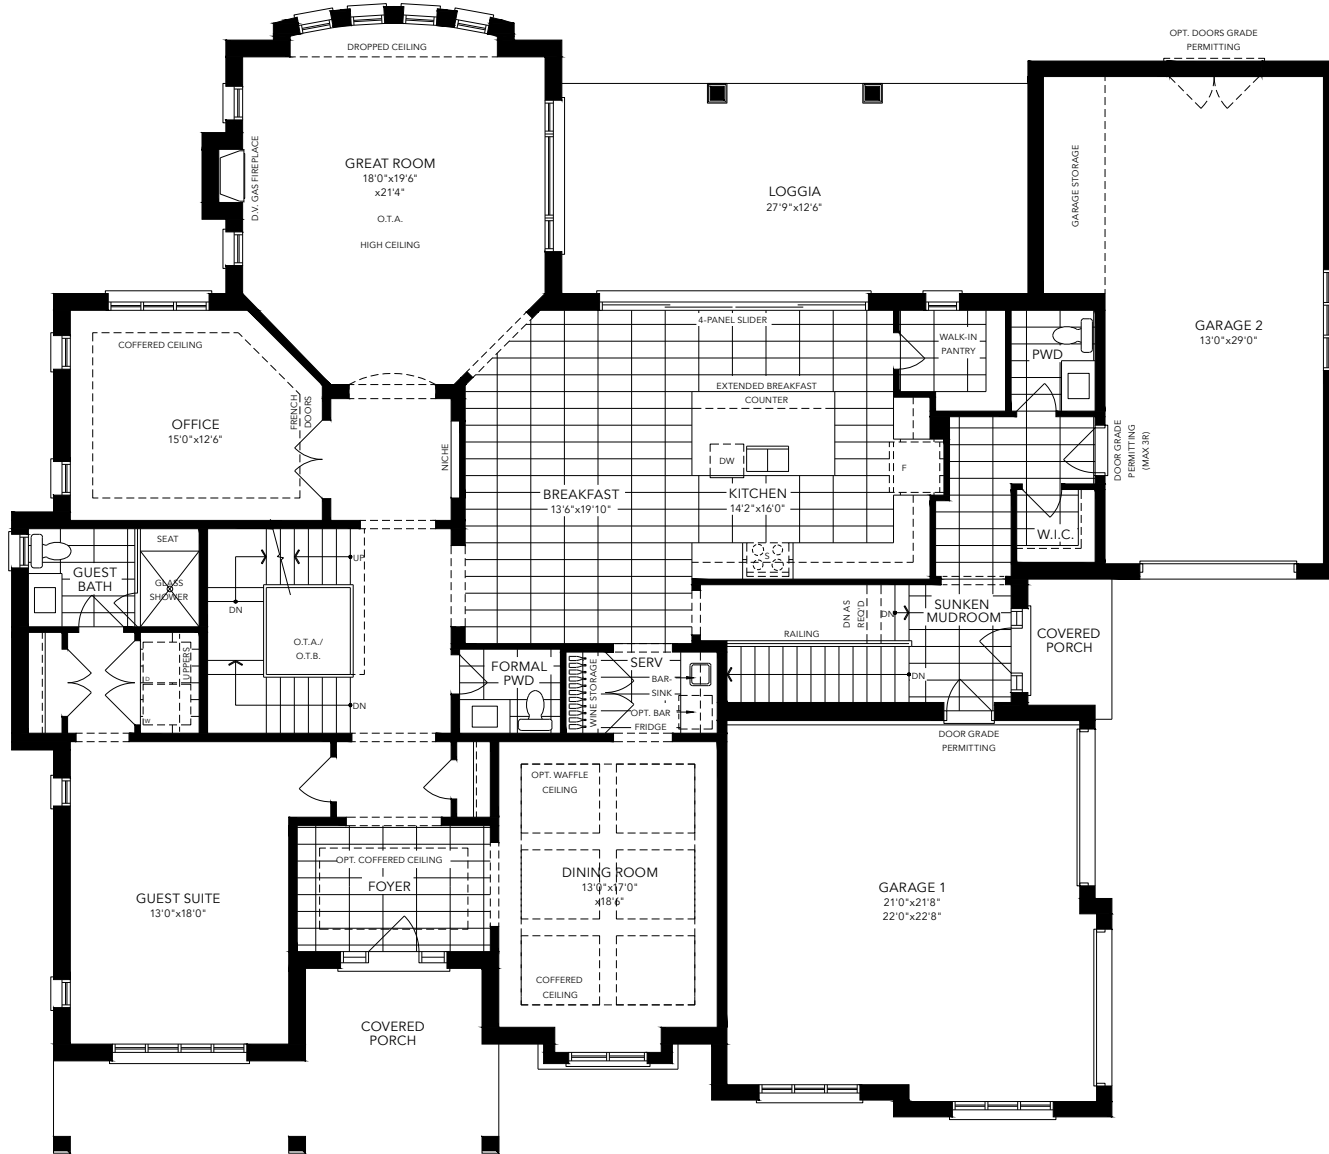 OPT. DOORS GRADE
PERMITTING
DROPPED CEILING
D.V. GAS FIREPLACE
GREAT ROOM
18'0"x19'6"
x21'4"
O.T.A.
HIGH CEILING
LOGGIA
27'9"x12'6"
GARAGE STORAGE
GARAGE 2
13'0"x29'0"
4-PANEL SLIDER
WALK-IN
PANTRY
PWD
COFFERED CEILING
OFFICE
15'0"x12'6"
FRENCH
DOORS
NICHE
EXTENDED BREAKFAST
COUNTER
DW
F
DOOR GRADE
PERMITTING
(MAX 3R)
BREAKFAST
13'6"x19'10"
KITCHEN
14'2"x16'0"
S
W.I.C.
SEAT
GUEST
BATH
GLASS
SHOWER
UP
DN
O.T.A./
O.T.B.
DN
DN AS
REQ'D
DN
RAILING
SUNKEN
MUDROOM
COVERED
PORCH
UPPERS
D
W
FORMAL
PWD
WINE STORAGE
SERV
BAR-
SINK
OPT. BAR
FRIDGE
DN
DOOR GRADE
PERMITTING
OPT. WAFFLE
CEILING
OPT. COFFERED CEILING
FOYER
DINING ROOM
13'0"x17'0"
x18'6"
COFFERED
CEILING
GUEST SUITE
13'0"x18'0"
GARAGE 1
21'0"x21'8"
22'0"x22'8"
COVERED
PORCH